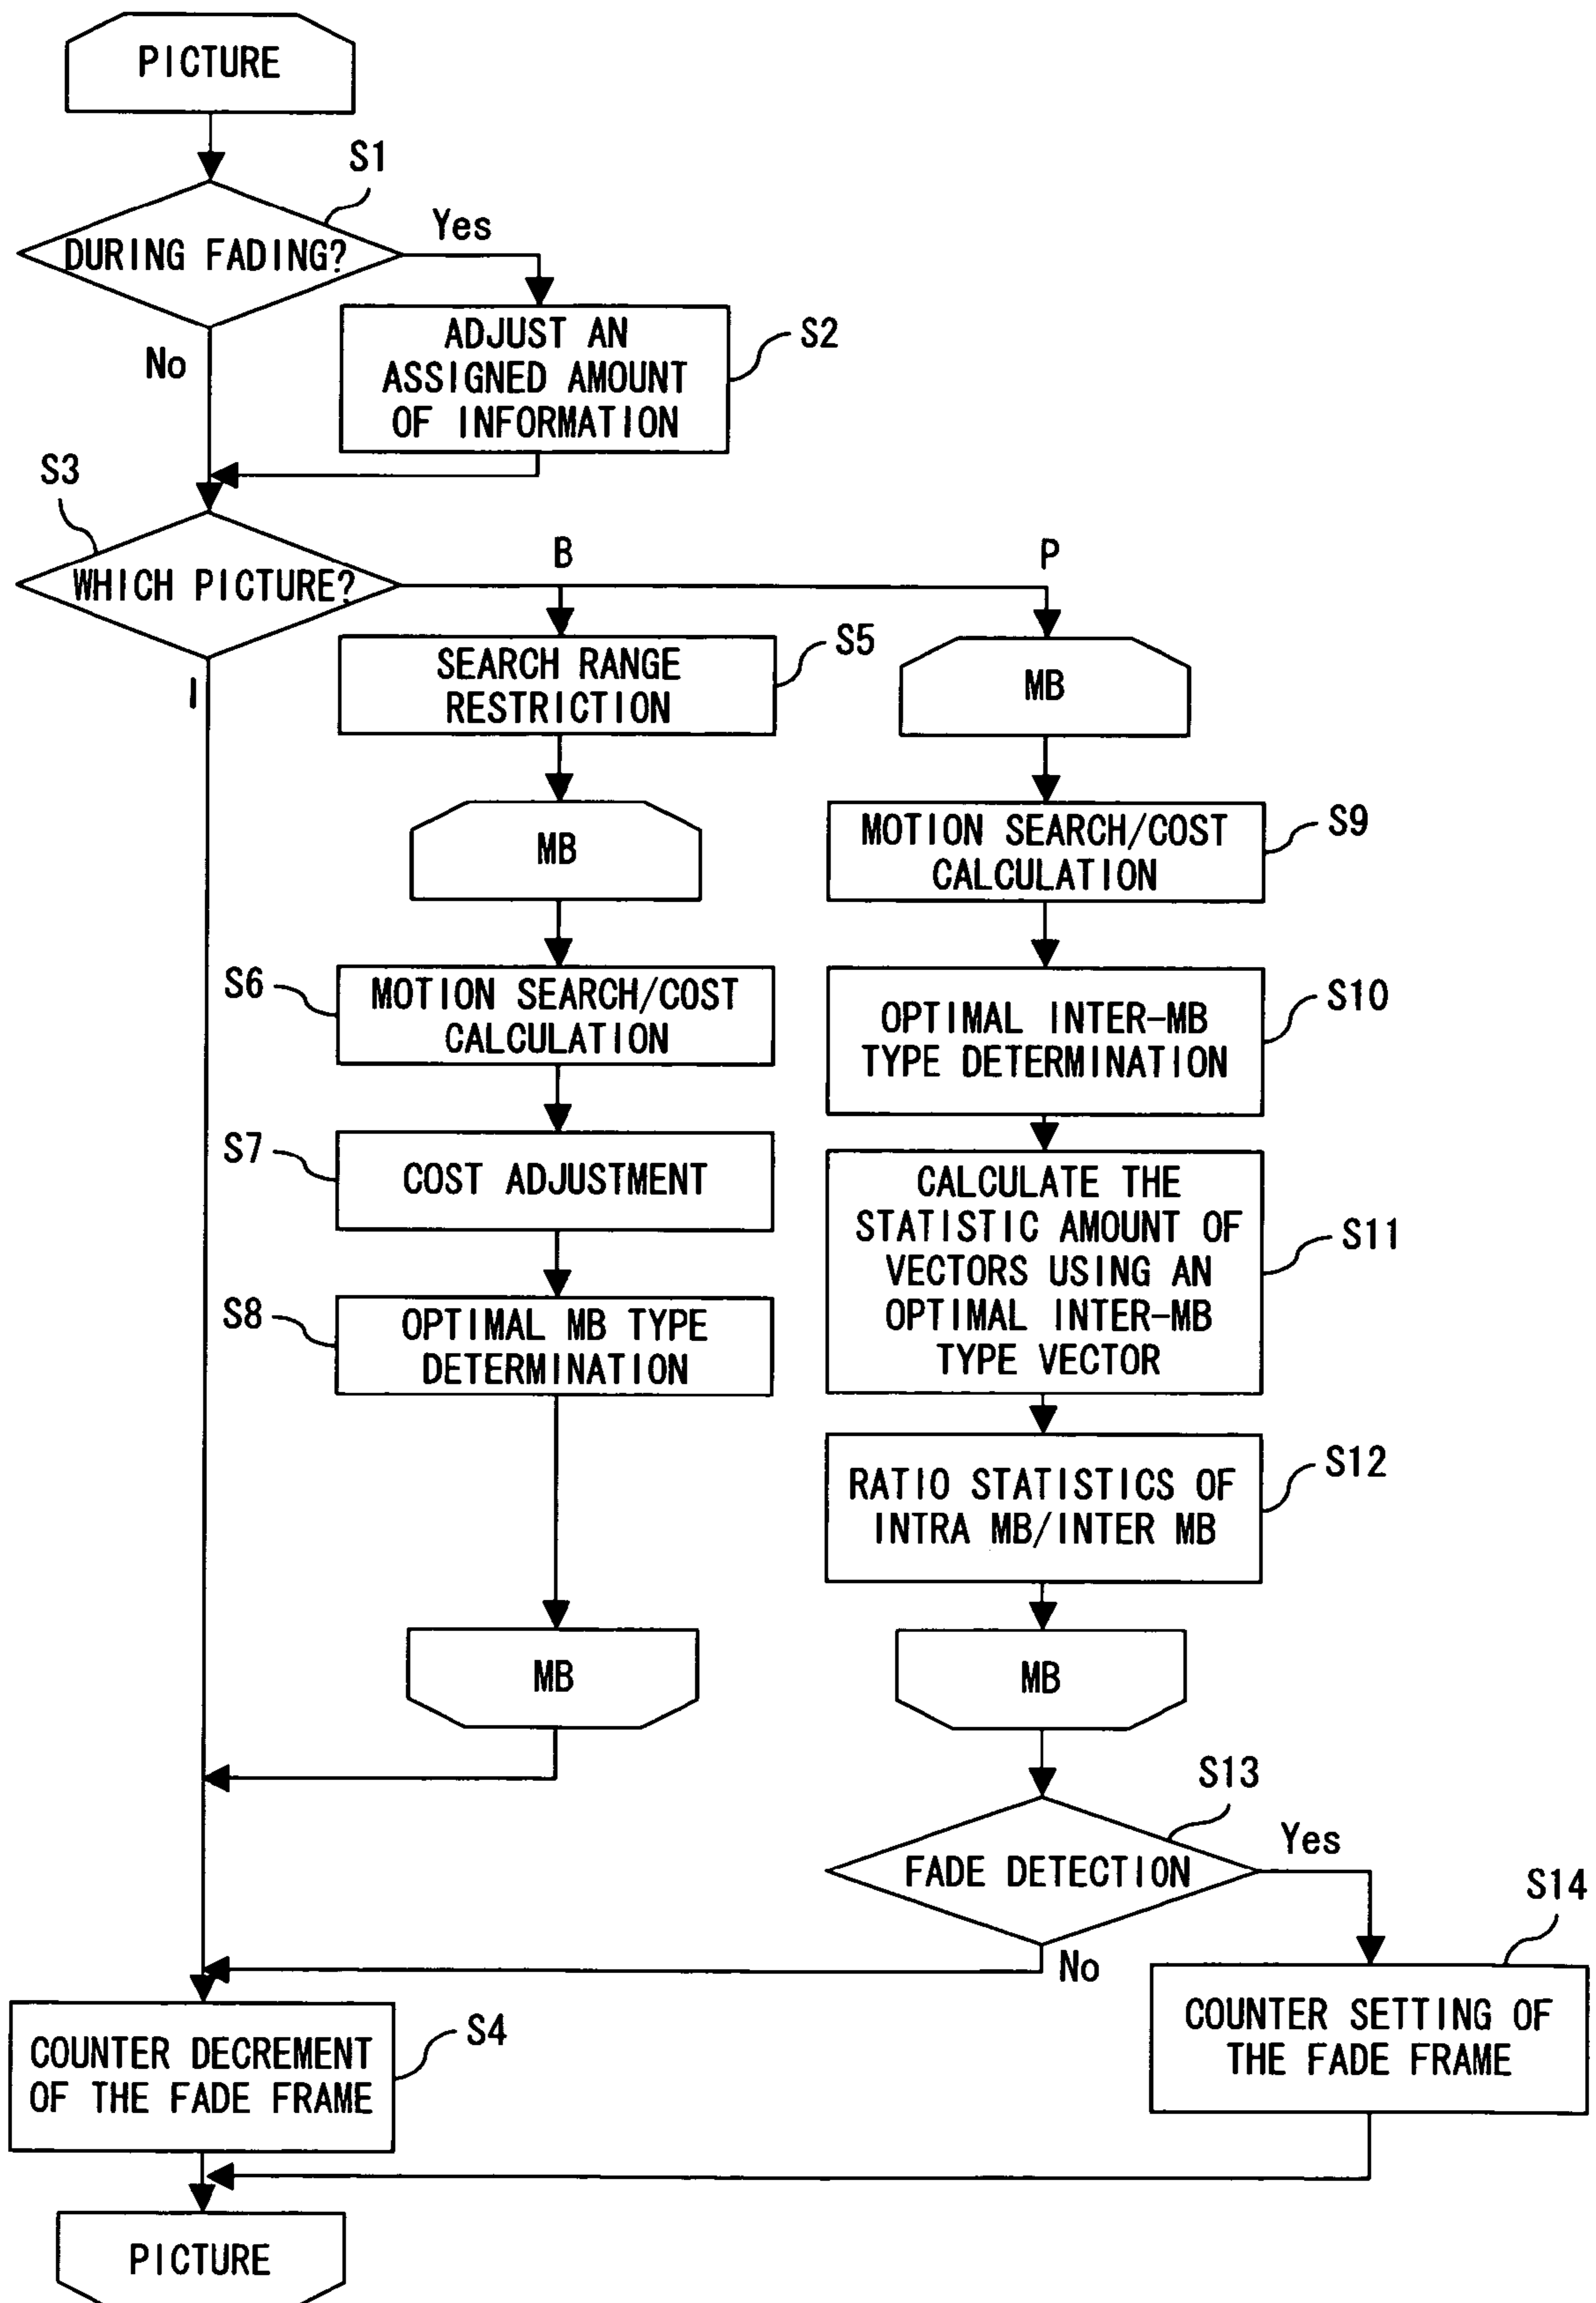 PICTURE
S1
DURING FADING?
Yes
No
ADJUST AN
ASSIGNED AMOUNT
OF INFORMATION
S2
S3
WHICH PICTURE?
B
P
I
SEARCH RANGE
RESTRICTION
S5
MB
MB
MOTION SEARCH/COST
CALCULATION
S9
S6
MOTION SEARCH/COST
CALCULATION
OPTIMAL INTER-MB
TYPE DETERMINATION
S10
S7
COST ADJUSTMENT
CALCULATE THE
STATISTIC AMOUNT OF
VECTORS USING AN
OPTIMAL INTER-MB
TYPE VECTOR
S11
S8
OPTIMAL MB TYPE
DETERMINATION
RATIO STATISTICS OF
INTRA MB/INTER MB
S12
MB
MB
S13
FADE DETECTION
Yes
No
S14
COUNTER SETTING OF
THE FADE FRAME
COUNTER DECREMENT
OF THE FADE FRAME
S4
PICTURE